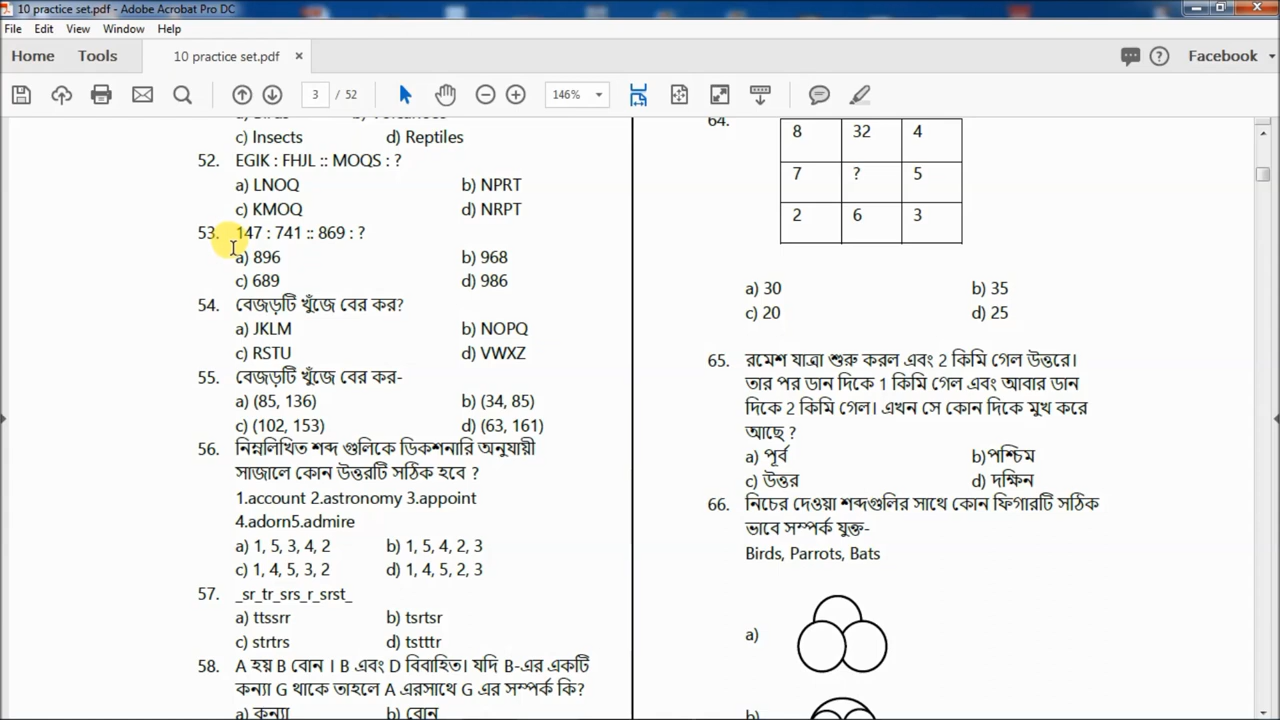 10 practice set.pdf - Adobe Acrobat Pro DC
File Edit View Window Help
Home Tools 10 practice set.pdf × Facebook
3 / 52 146%
c) Insects d) Reptiles
52. EGIK : FHJL :: MOQS : ?
a) LNOQ b) NPRT
c) KMOQ d) NRPT
53. 147 : 741 :: 869 : ?
a) 896 b) 968
c) 689 d) 986
54. বেজড়টি খুঁজে বের কর?
a) JKLM b) NOPQ
c) RSTU d) VWXZ
55. বেজড়টি খুঁজে বের কর-
a) (85, 136) b) (34, 85)
c) (102, 153) d) (63, 161)
56. নিম্নলিখিত শব্দ গুলিকে ডিকশনারি অনুযায়ী
সাজালে কোন উত্তরটি সঠিক হবে ?
1.account 2.astronomy 3.appoint
4.adorn5.admire
a) 1, 5, 3, 4, 2 b) 1, 5, 4, 2, 3
c) 1, 4, 5, 3, 2 d) 1, 4, 5, 2, 3
57. _sr_tr_srs_r_srst_
a) ttssrr b) tsrtsr
c) strtrs d) tstttr
58. A হয় B বোন । B এবং D বিবাহিত। যদি B-এর একটি
কন্যা G থাকে তাহলে A এরসাথে G এর সম্পর্ক কি?
a) কন্যা b) বোন
64.
8 32 4
7 ? 5
2 6 3
a) 30 b) 35
c) 20 d) 25
65. রমেশ যাত্রা শুরু করল এবং 2 কিমি গেল উত্তরে।
তার পর ডান দিকে 1 কিমি গেল এবং আবার ডান
দিকে 2 কিমি গেল। এখন সে কোন দিকে মুখ করে
আছে ?
a) পূর্ব b)পশ্চিম
c) উত্তর d) দক্ষিন
66. নিচের দেওয়া শব্দগুলির সাথে কোন ফিগারটি সঠিক
ভাবে সম্পর্ক যুক্ত-
Birds, Parrots, Bats
a)
b)